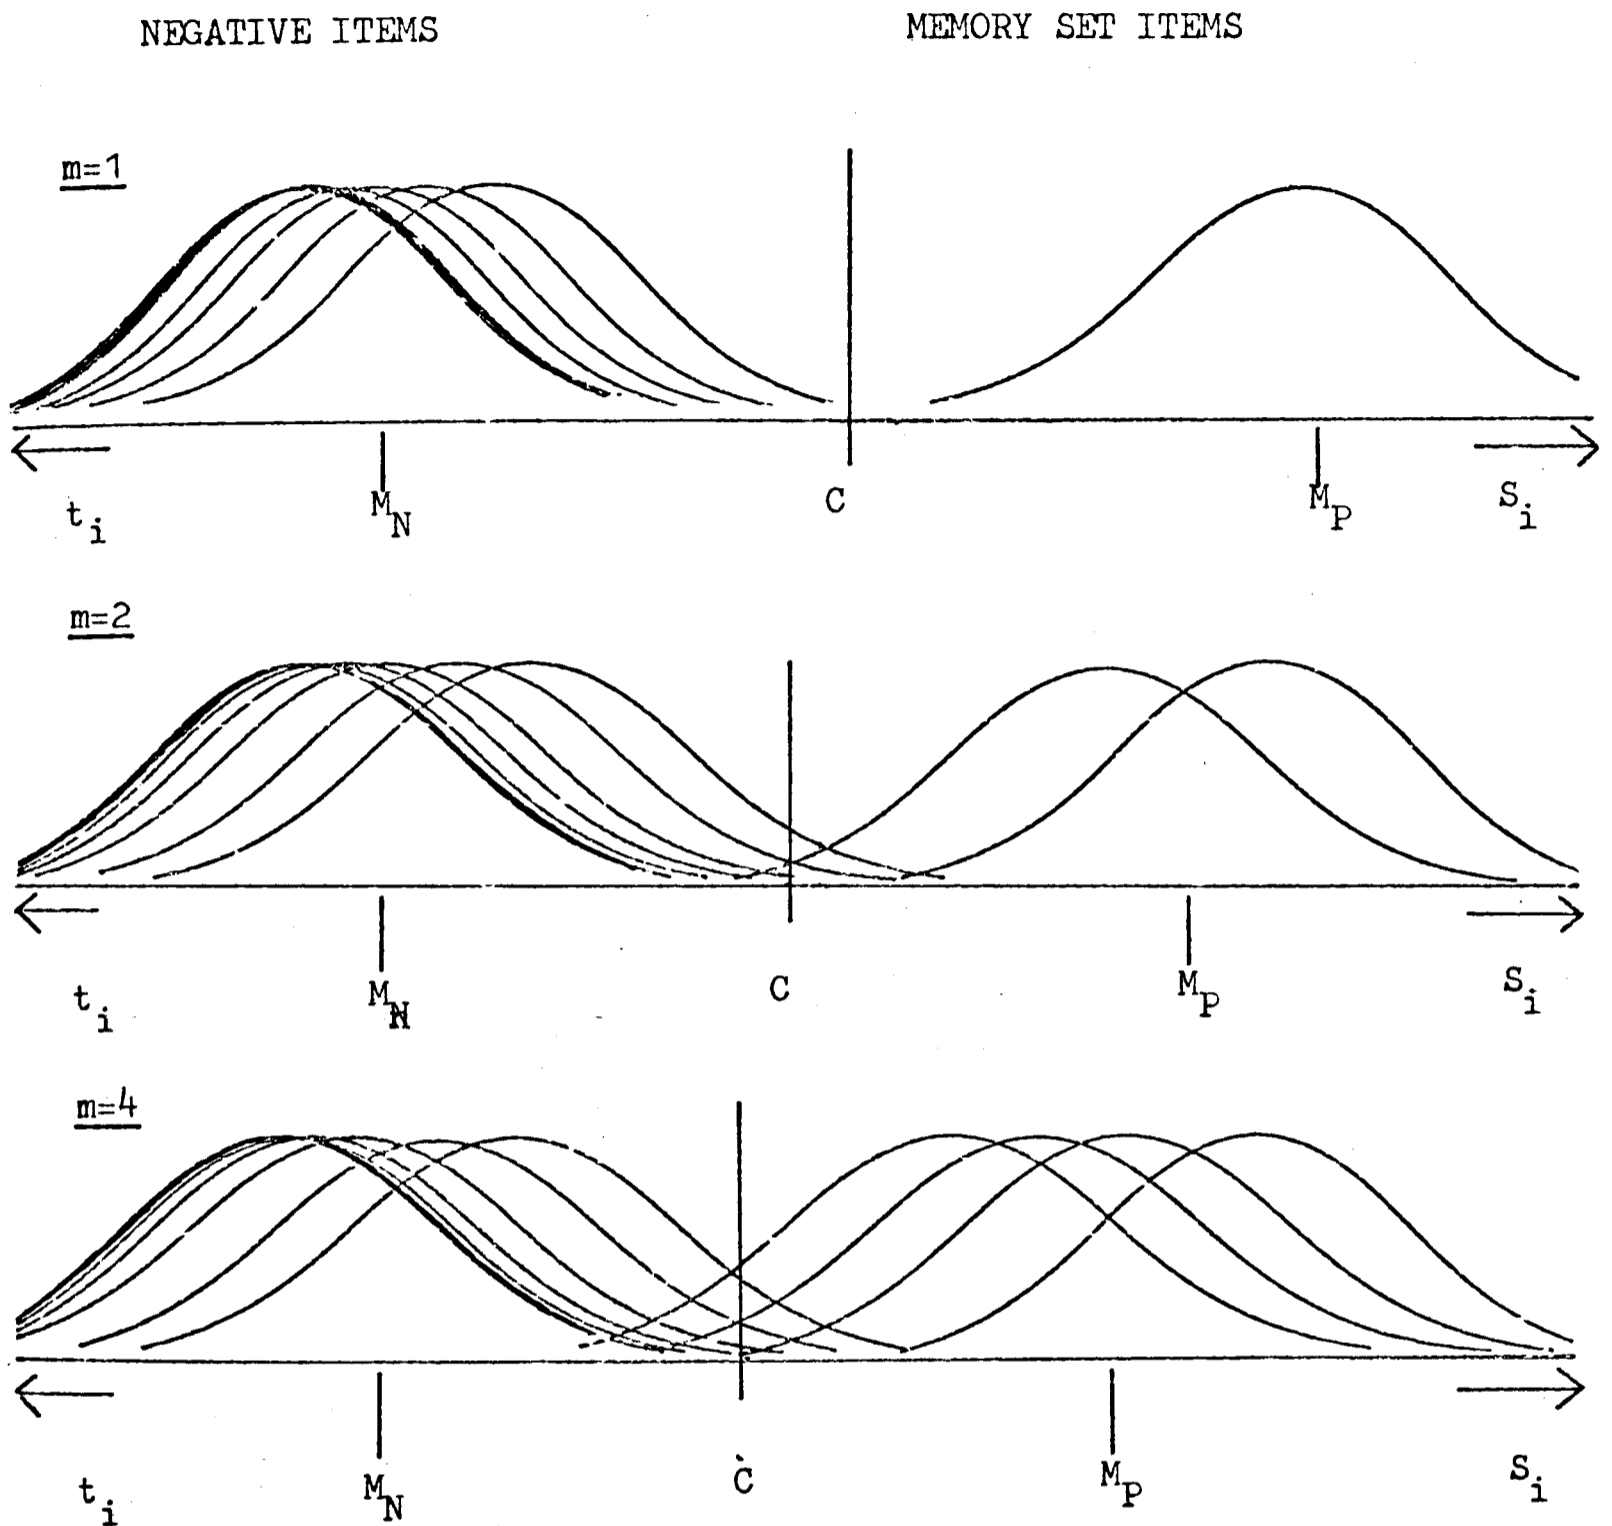 NEGATIVE ITEMS MEMORY SET ITEMS
m=1
t_i M_N C M_P S_i
m=2
t_i M_N C M_P S_i
m=4
t_i M_N C M_P S_i